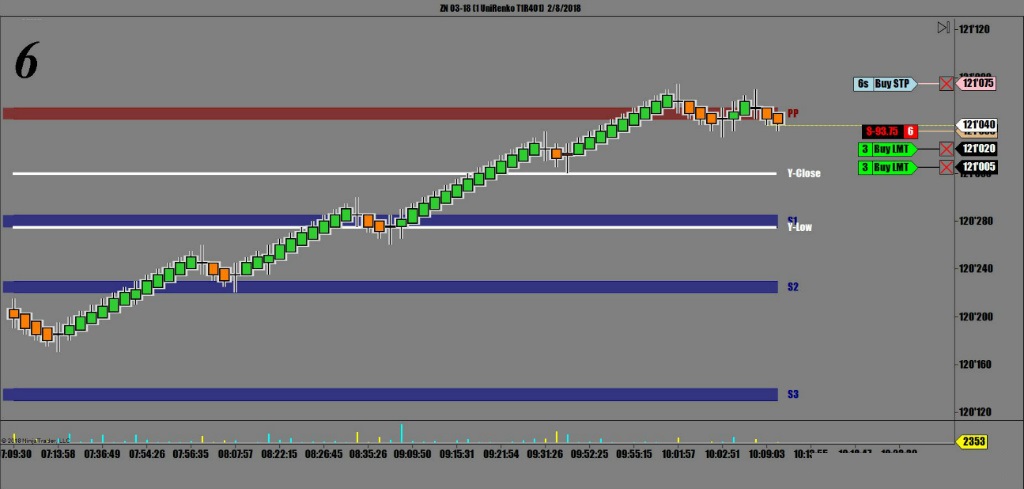 ZN 03-18 (1 UniRenko T1R401) 2/8/2018
6
121'120
6s Buy STP 121'075
PP
121'040
$-93.75 6
3 Buy LMT 121'020
3 Buy LMT 121'005
Y-Close
S1 120'280
Y-Low
120'240
S2
120'200
120'160
S3
120'120
© 2018 NinjaTrader, LLC
2353
7:09:30 07:13:58 07:36:49 07:54:26 07:56:35 08:07:57 08:22:15 08:26:45 08:35:26 09:09:50 09:15:31 09:21:54 09:31:26 09:52:25 09:55:15 10:01:57 10:02:51 10:09:03